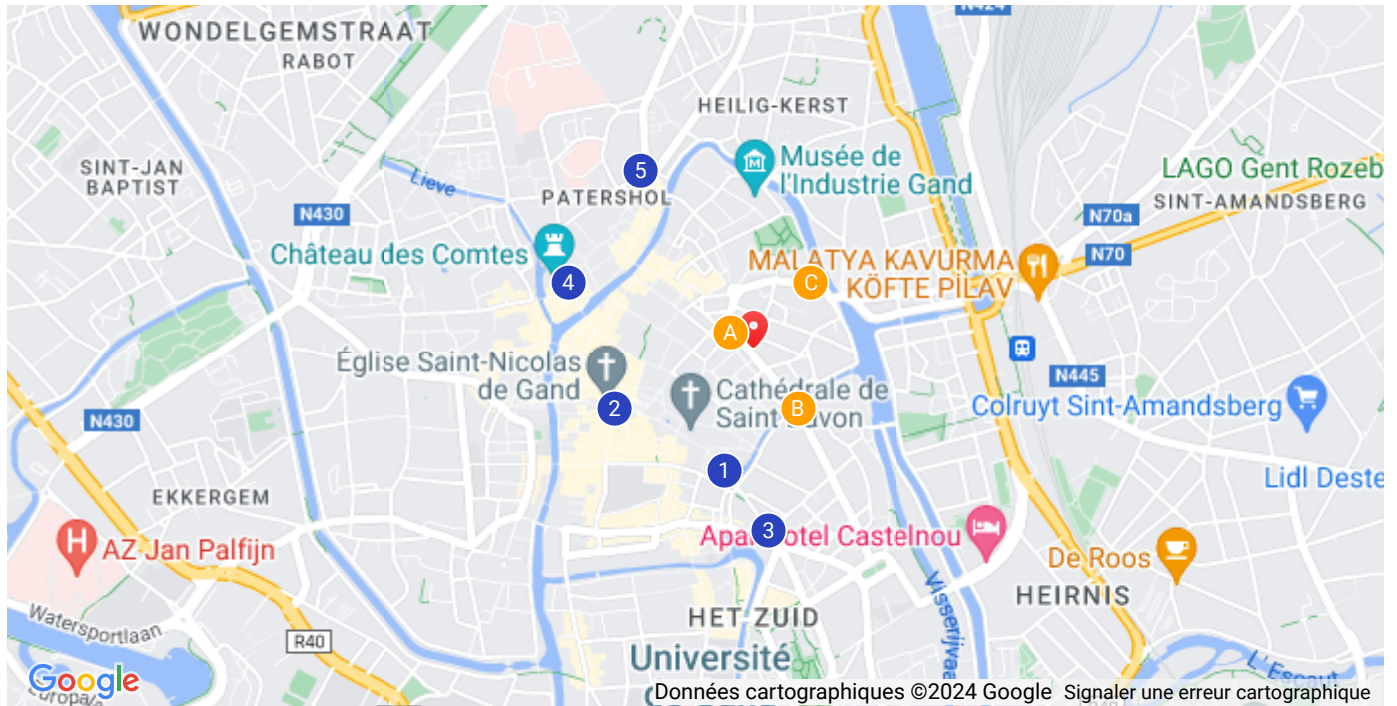 N424
WONDELGEMSTRAAT
RABOT
HEILIG-KERST
SINT-JAN
BAPTIST
Lieve
5
Musée de
l'Industrie Gand
LAGO Gent Rozeb
PATERSHOL
SINT-AMANDSBERG
N430
N70a
Château des Comtes
4
MALATYA KAVURMA
KÖFTE PİLAV
N70
C
A
Église Saint-Nicolas
de Gand
2
Cathédrale de
Saint Bavon
B
N445
Colruyt Sint-Amandsberg
N430
1
Lidl Deste
EKKERGEM
3
AZ Jan Palfijn
H
Aparthotel Castelnou
De Roos
HEIRNIS
Watersportlaan
HET ZUID
R40
Université
L'Escaut
Google
Données cartographiques ©2024 Google
Signaler une erreur cartographique